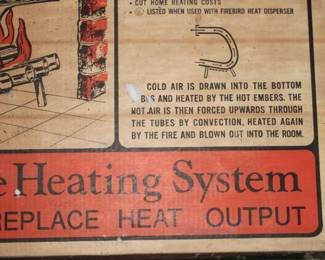 • CUT HOME HEATING COSTS
• LISTED WHEN USED WITH FIREBIRD HEAT DISPERSER
COLD AIR IS DRAWN INTO THE BOTTOM
AND HEATED BY THE HOT EMBERS. THE
HOT AIR IS THEN FORCED UPWARDS THROUGH
THE TUBES BY CONVECTION, HEATED AGAIN
BY THE FIRE AND BLOWN OUT INTO THE ROOM.
e Heating System
REPLACE HEAT OUTPUT